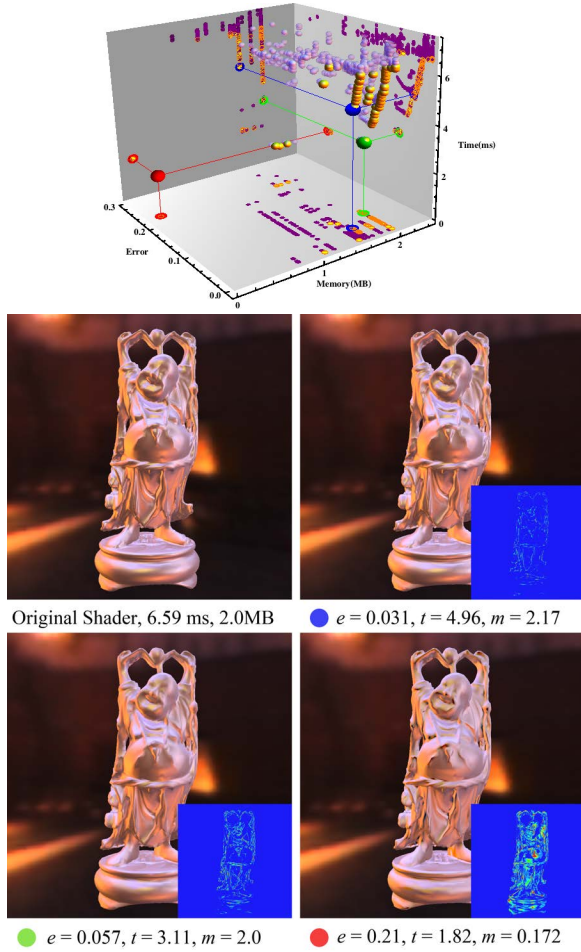 6
4
Time(ms)
2
0
0.3
0.2
Error
0.1
0.0
0
1
Memory(MB)
2
Original Shader, 6.59 ms, 2.0MB
e = 0.031, t = 4.96, m = 2.17
e = 0.057, t = 3.11, m = 2.0
e = 0.21, t = 1.82, m = 0.172